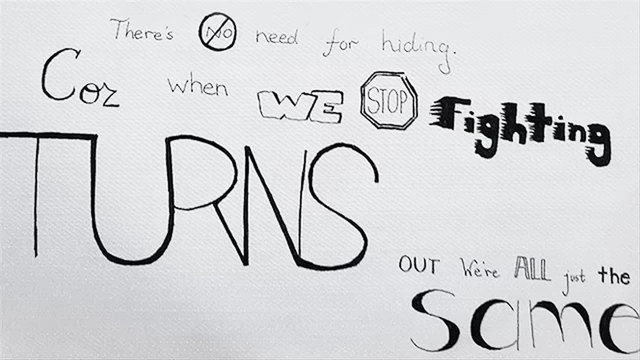 There's NO need for hiding.
Coz when WE STOP Fighting
TURNS
OUT We're ALL just the
same